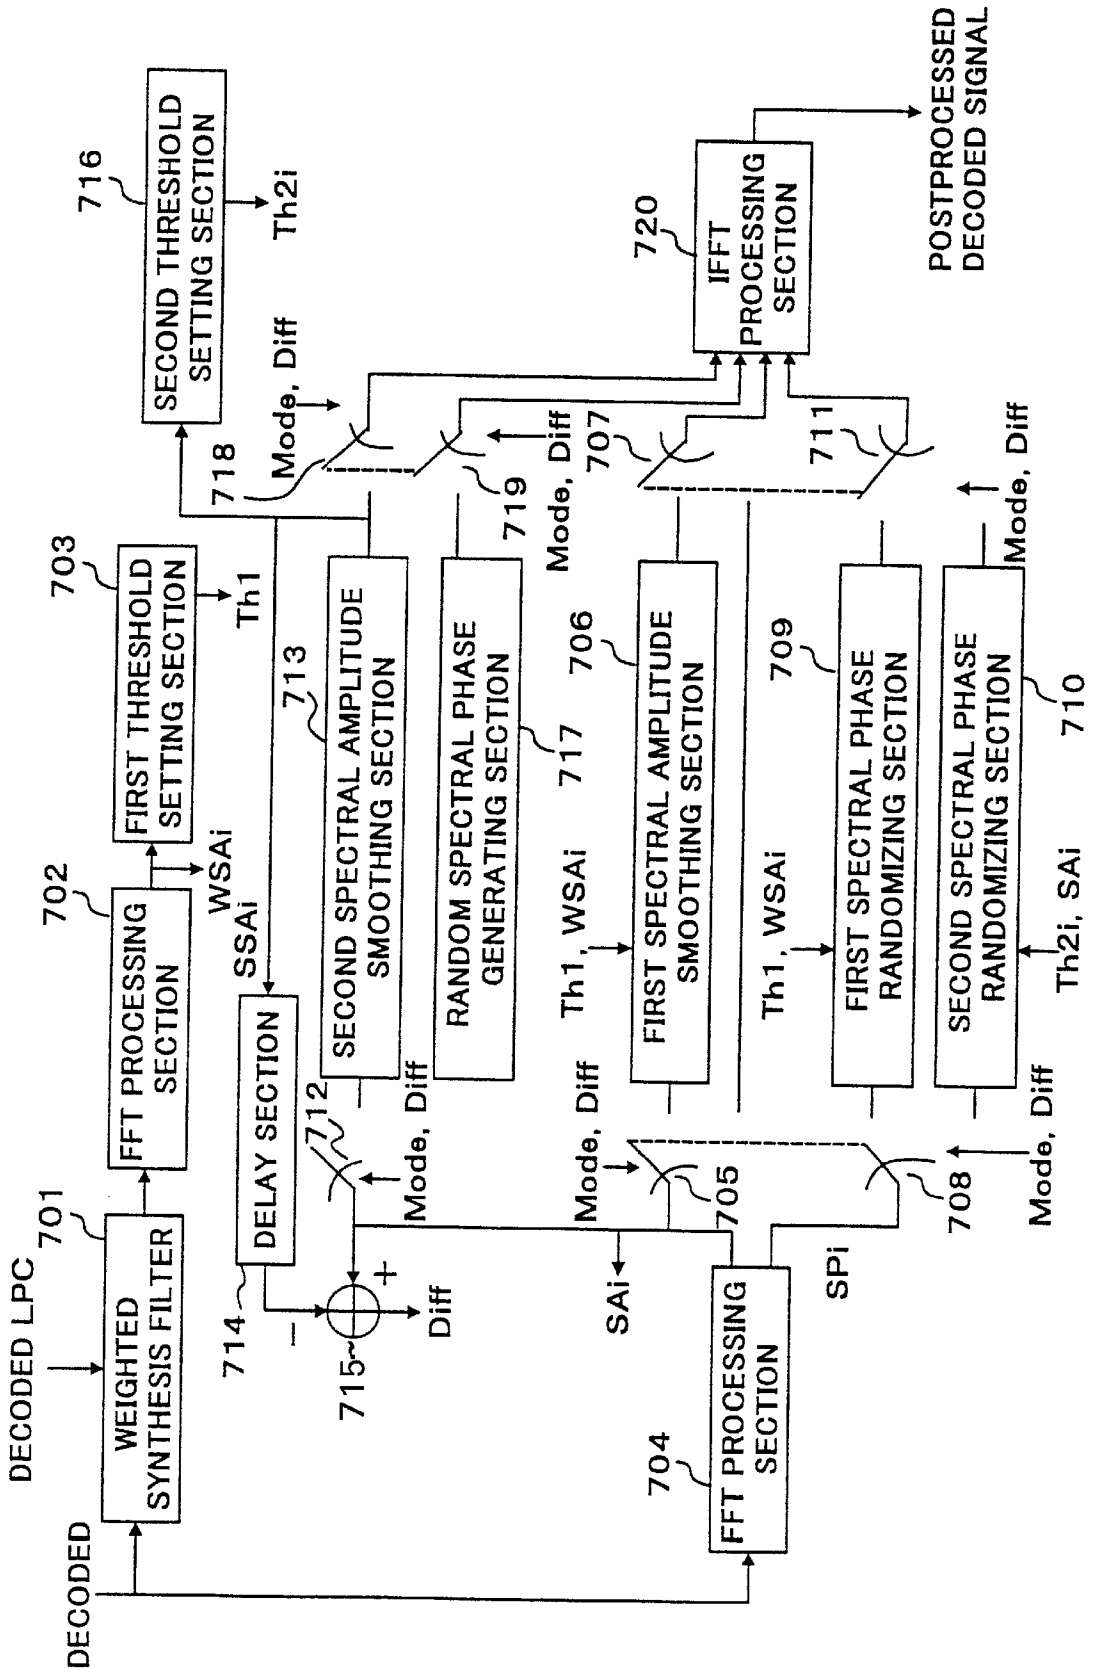 DECODED
DECODED LPC
701
WEIGHTED
SYNTHESIS FILTER
702
FFT PROCESSING
SECTION
WSAi
703
FIRST THRESHOLD
SETTING SECTION
Th1
716
SECOND THRESHOLD
SETTING SECTION
Th2i
714
DELAY SECTION
SSAi
715
−
+
Diff
712
Mode, Diff
713
SECOND SPECTRAL AMPLITUDE
SMOOTHING SECTION
718
Mode, Diff
RANDOM SPECTRAL PHASE
GENERATING SECTION
717
719
Mode, Diff
704
FFT PROCESSING
SECTION
SAi
SPi
Mode, Diff
705
Th1, WSAi
706
FIRST SPECTRAL AMPLITUDE
SMOOTHING SECTION
707
720
IFFT
PROCESSING
SECTION
POSTPROCESSED
DECODED SIGNAL
708
Mode, Diff
Th1, WSAi
709
FIRST SPECTRAL PHASE
RANDOMIZING SECTION
711
SECOND SPECTRAL PHASE
RANDOMIZING SECTION
710
Th2i, SAi
Mode, Diff